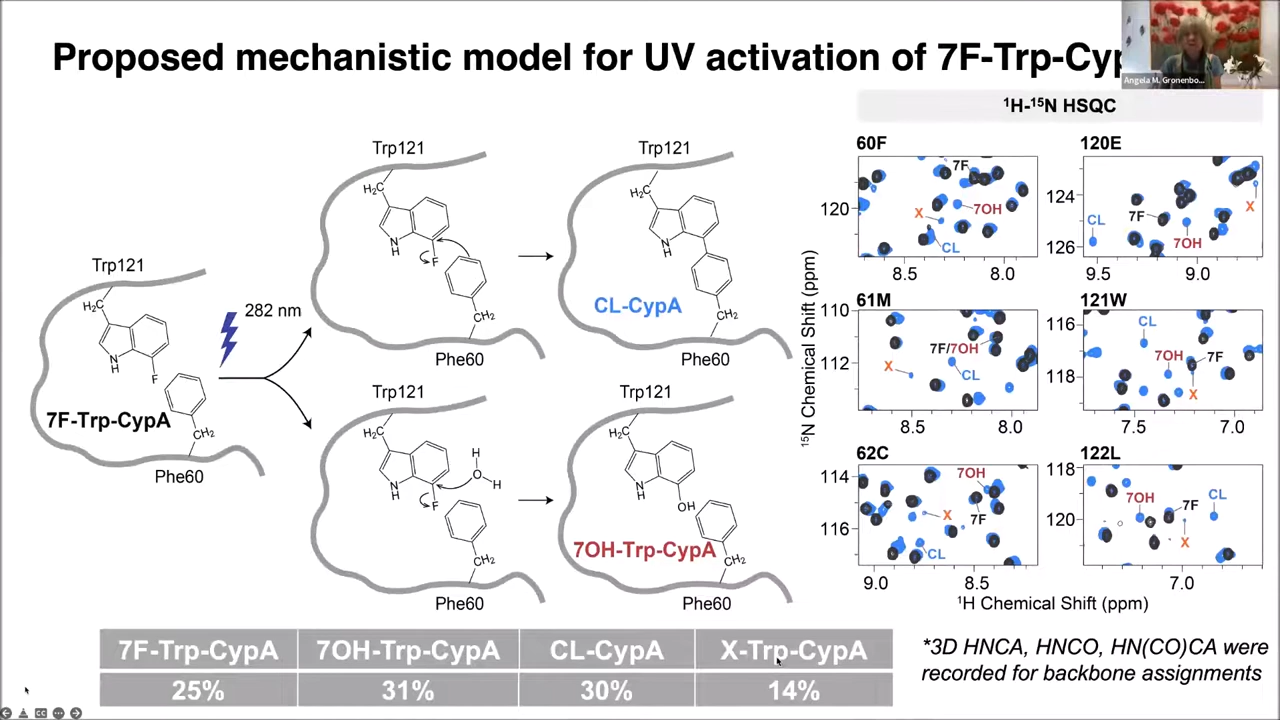 Proposed mechanistic model for UV activation of 7F-Trp-Cyp
Angela M. Gronenbo...
¹H-¹⁵N HSQC
Trp121
H₂C
N
H
F
CH₂
Phe60
7F-Trp-CypA
282 nm
Trp121
H₂C
N
H
F
CH₂
Phe60
Trp121
H₂C
N
H
CH₂
CL-CypA
Phe60
Trp121
H₂C
N
H
F
H
O
H
CH₂
Phe60
Trp121
H₂C
N
H
OH
CH₂
7OH-Trp-CypA
Phe60
¹⁵N Chemical Shift (ppm)
60F
7F
7OH
X
CL
120
8.5 8.0
120E
CL
7F
7OH
X
124
126
9.5 9.0
61M
7F/7OH
X
CL
110
112
8.5 8.0
121W
CL
7OH
7F
X
116
118
7.5 7.0
62C
7OH
7F
X
CL
114
116
9.0 8.5
122L
7OH
7F
CL
X
118
120
7.0
¹H Chemical Shift (ppm)
7F-Trp-CypA 7OH-Trp-CypA CL-CypA X-Trp-CypA
25% 31% 30% 14%
*3D HNCA, HNCO, HN(CO)CA were
recorded for backbone assignments